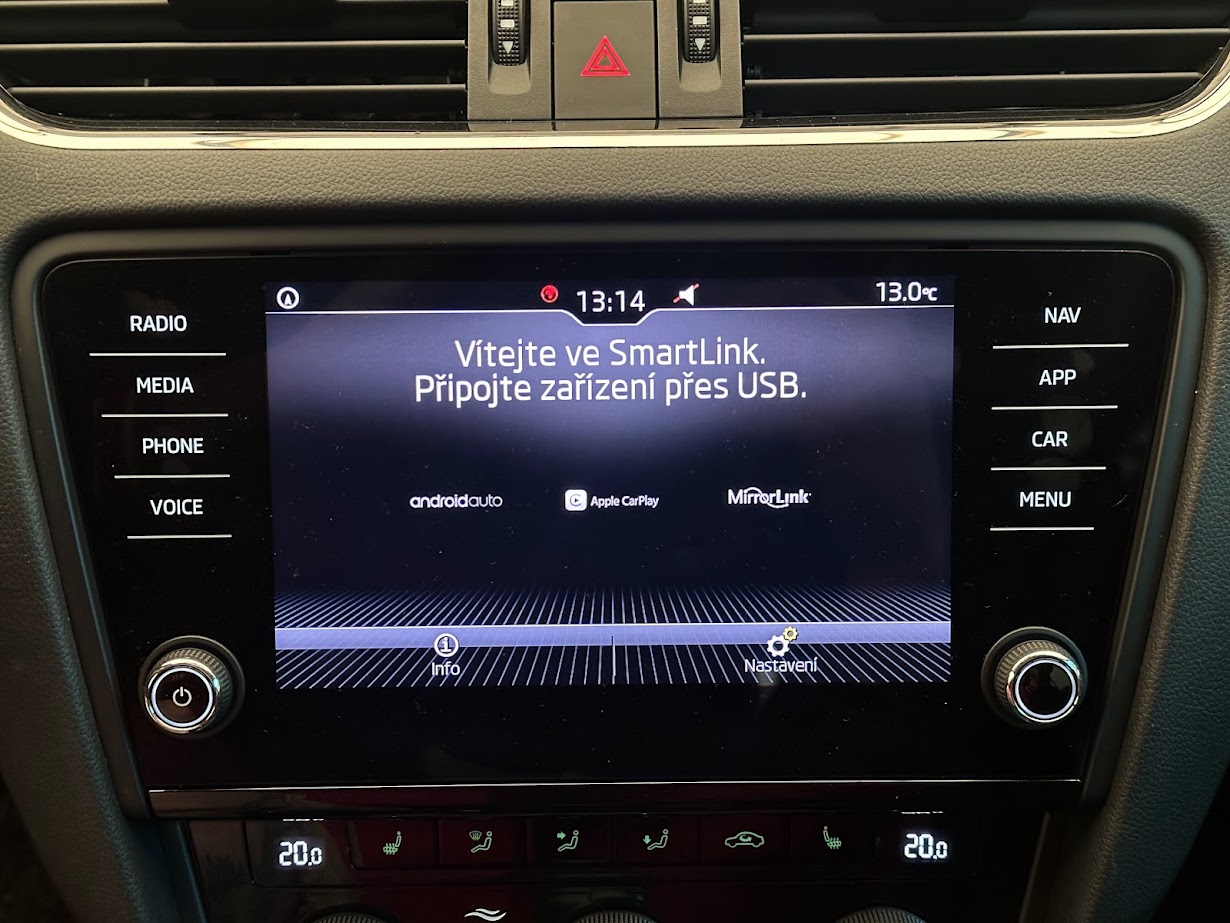 13:14
13.0°C
RADIO
MEDIA
PHONE
VOICE
Vítejte ve SmartLink.
Připojte zařízení přes USB.
androidauto
Apple CarPlay
MirrorLink
Info
Nastavení
NAV
APP
CAR
MENU
20.0
20.0